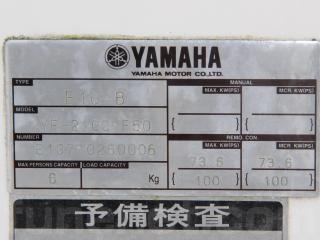 YAMAHA
YAMAHA MOTOR CO.,LTD.
TYPE MANUAL
MAX. KW(PS) MCR. KW(PS)
MODEL
NUMBER REMO. CON.
MAX. KW(PS) MCR. KW(PS)
73.6 73.6
MAX PERSONS CAPACITY LOAD CAPACITY
6 Kg (100) (100)
予備検査